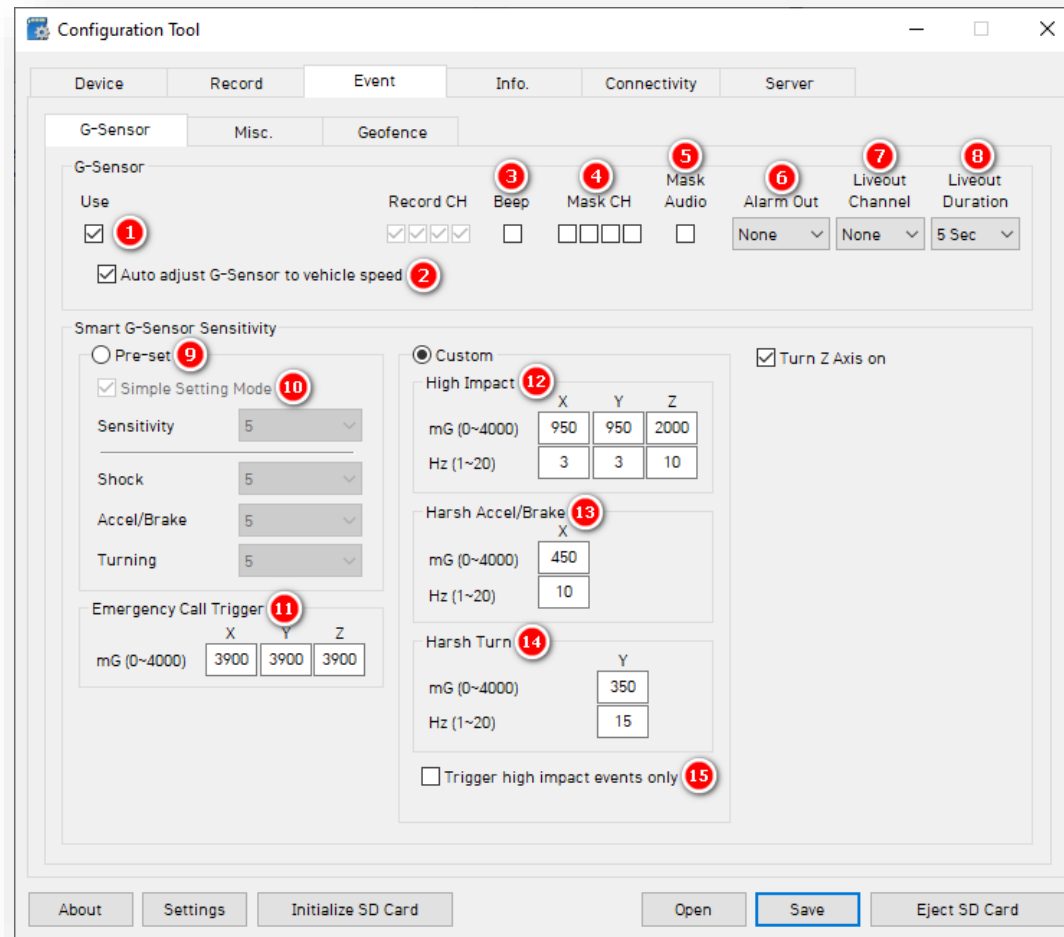 Configuration Tool
Device Record Event Info. Connectivity Server
G-Sensor Misc. Geofence
G-Sensor
Use Record CH Beep 3 Mask CH 4 Mask Audio 5 Alarm Out 6 Liveout Channel 7 Liveout Duration 8
1 None None 5 Sec
Auto adjust G-Sensor to vehicle speed 2
Smart G-Sensor Sensitivity
Pre-set 9
Simple Setting Mode 10
Sensitivity 5
Shock 5
Accel/Brake 5
Turning 5
Emergency Call Trigger 11
X Y Z
mG (0~4000) 3900 3900 3900
Custom
High Impact 12
X Y Z
mG (0~4000) 950 950 2000
Hz (1~20) 3 3 10
Harsh Accel/Brake 13
X
mG (0~4000) 450
Hz (1~20) 10
Harsh Turn 14
Y
mG (0~4000) 350
Hz (1~20) 15
Trigger high impact events only 15
Turn Z Axis on
About Settings Initialize SD Card Open Save Eject SD Card